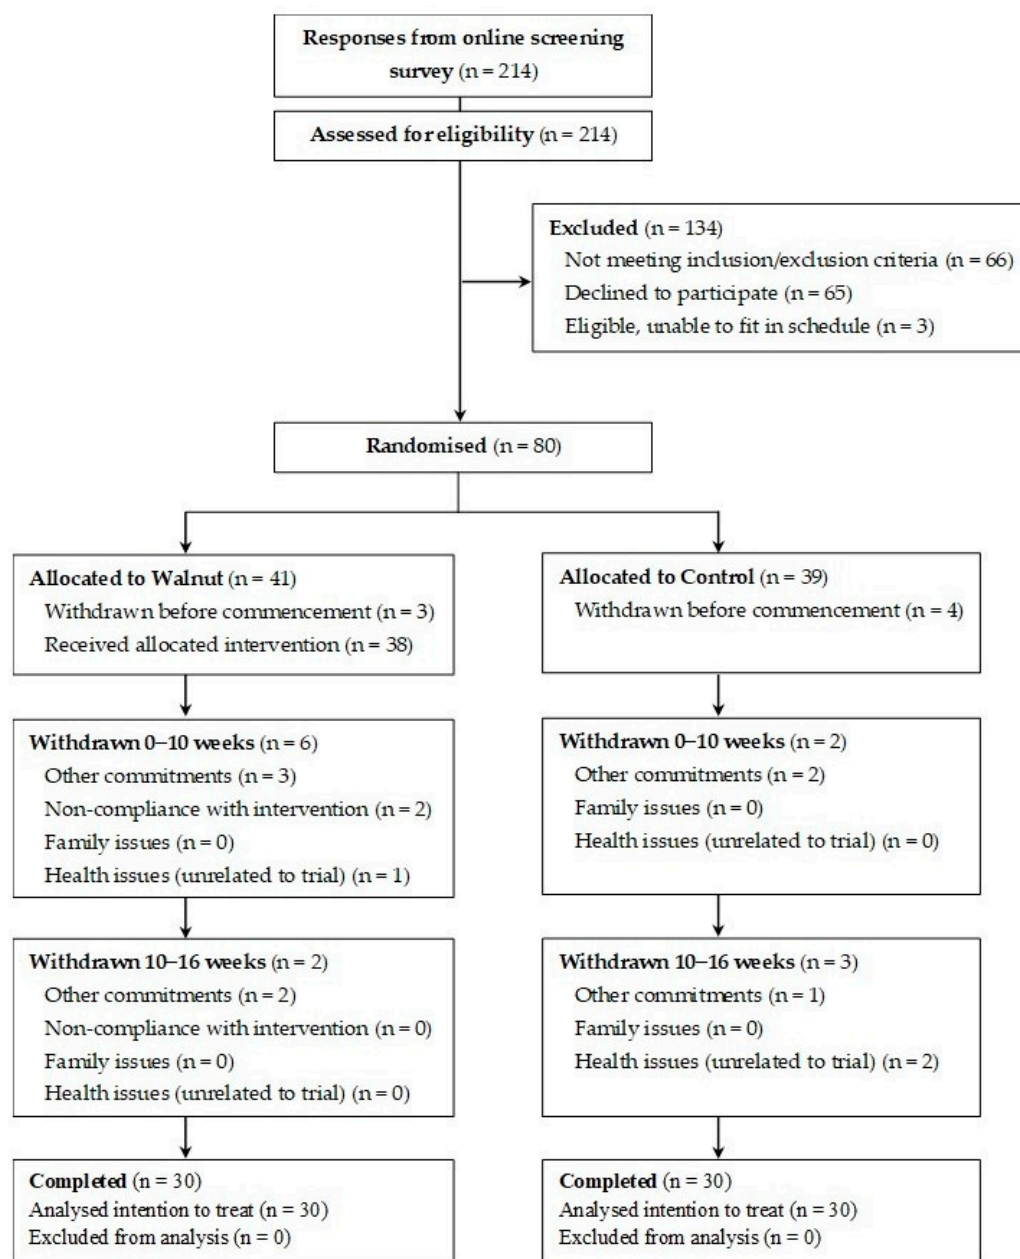 Responses from online screening
survey (n = 214)
Assessed for eligibility (n = 214)
Excluded (n = 134)
Not meeting inclusion/exclusion criteria (n = 66)
Declined to participate (n = 65)
Eligible, unable to fit in schedule (n = 3)
Randomised (n = 80)
Allocated to Walnut (n = 41)
Withdrawn before commencement (n = 3)
Received allocated intervention (n = 38)
Allocated to Control (n = 39)
Withdrawn before commencement (n = 4)
Withdrawn 0–10 weeks (n = 6)
Other commitments (n = 3)
Non-compliance with intervention (n = 2)
Family issues (n = 0)
Health issues (unrelated to trial) (n = 1)
Withdrawn 0–10 weeks (n = 2)
Other commitments (n = 2)
Family issues (n = 0)
Health issues (unrelated to trial) (n = 0)
Withdrawn 10–16 weeks (n = 2)
Other commitments (n = 2)
Non-compliance with intervention (n = 0)
Family issues (n = 0)
Health issues (unrelated to trial) (n = 0)
Withdrawn 10–16 weeks (n = 3)
Other commitments (n = 1)
Family issues (n = 0)
Health issues (unrelated to trial) (n = 2)
Completed (n = 30)
Analysed intention to treat (n = 30)
Excluded from analysis (n = 0)
Completed (n = 30)
Analysed intention to treat (n = 30)
Excluded from analysis (n = 0)